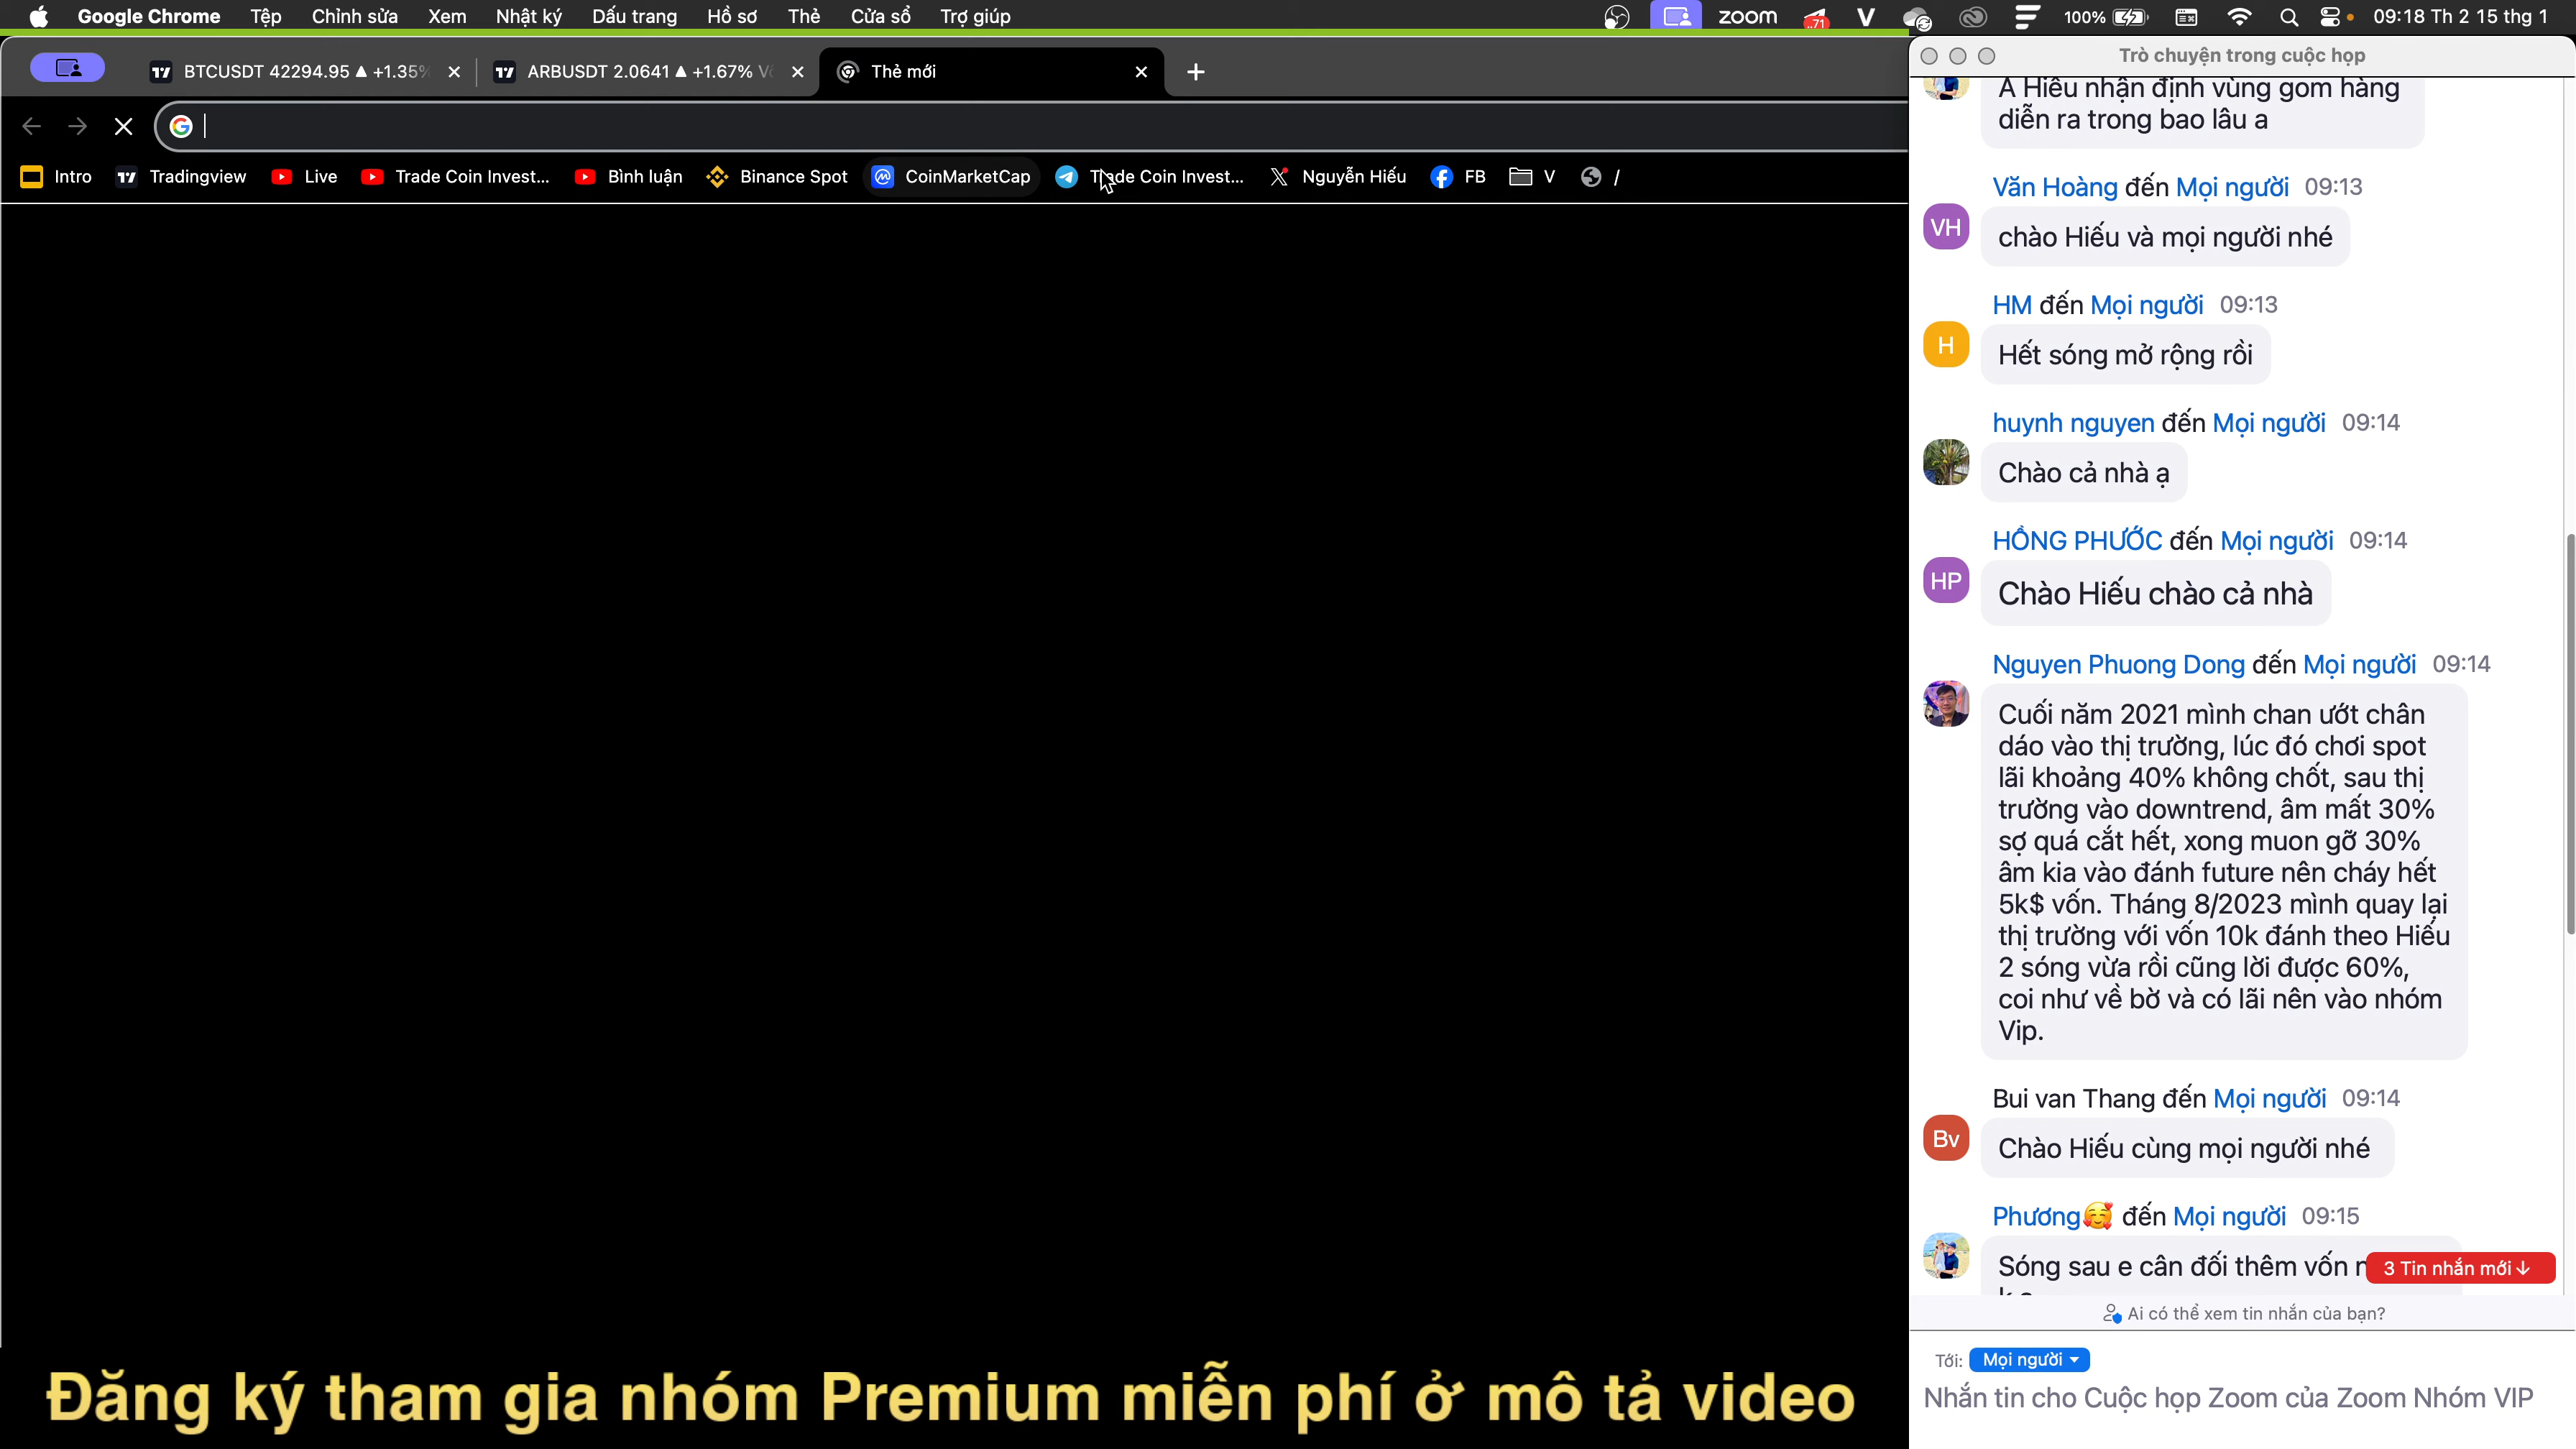 Google Chrome Tệp Chỉnh sửa Xem Nhật ký Dấu trang Hồ sơ Thẻ Cửa sổ Trợ giúp
zoom ..71 V 100% 09:18 Th 2 15 thg 1
BTCUSDT 42294.95 ▲ +1.35%
ARBUSDT 2.0641 ▲ +1.67%
Thẻ mới
Intro Tradingview Live Trade Coin Invest... Bình luận Binance Spot CoinMarketCap Trade Coin Invest... Nguyễn Hiếu FB V /
Đăng ký tham gia nhóm Premium miễn phí ở mô tả video
Trò chuyện trong cuộc họp
A Hiếu nhận định vùng gom hàng
diễn ra trong bao lâu a
Văn Hoàng đến Mọi người 09:13
VH
chào Hiếu và mọi người nhé
HM đến Mọi người 09:13
H
Hết sóng mở rộng rồi
huynh nguyen đến Mọi người 09:14
Chào cả nhà ạ
HỒNG PHƯỚC đến Mọi người 09:14
HP
Chào Hiếu chào cả nhà
Nguyen Phuong Dong đến Mọi người 09:14
Cuối năm 2021 mình chan ướt chân
dáo vào thị trường, lúc đó chơi spot
lãi khoảng 40% không chốt, sau thị
trường vào downtrend, âm mất 30%
sợ quá cắt hết, xong muon gỡ 30%
âm kia vào đánh future nên cháy hết
5k$ vốn. Tháng 8/2023 mình quay lại
thị trường với vốn 10k đánh theo Hiếu
2 sóng vừa rồi cũng lời được 60%,
coi như về bờ và có lãi nên vào nhóm
Vip.
Bui van Thang đến Mọi người 09:14
Bv
Chào Hiếu cùng mọi người nhé
Phương🥰 đến Mọi người 09:15
Sóng sau e cân đối thêm vốn
3 Tin nhắn mới ↓
Ai có thể xem tin nhắn của bạn?
Tới: Mọi người
Nhắn tin cho Cuộc họp Zoom của Zoom Nhóm VIP